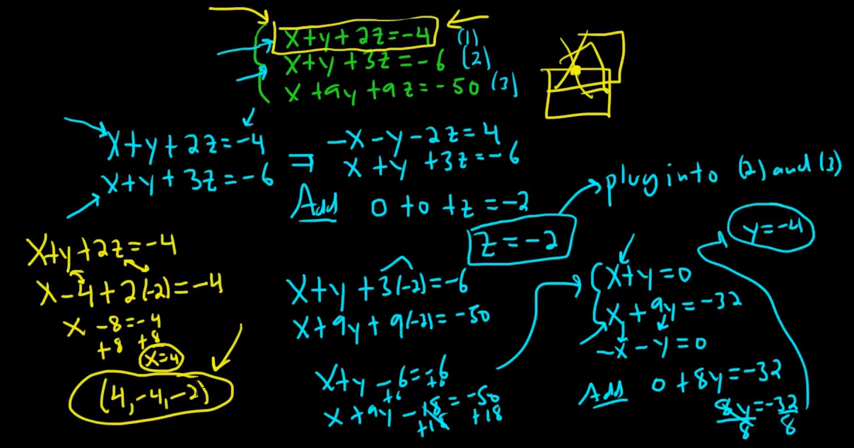 x+y+2z=-4 (1)
x+y+3z=-6 (2)
x+9y+9z=-50 (3)
x+y+2z=-4
x+y+3z=-6
⇒ -x-y-2z=4
x+y+3z=-6
Add 0+0+z=-2
z=-2
plug into (2) and (3)
x+y+3(-2)=-6
x+9y+9(-2)=-50
x+y-6=-6
+6 +6
x+9y-18=-50
+18 +18
x+y=0
x+9y=-32
-x-y=0
Add 0+8y=-32
8y=-32
8 8
y=-4
x+y+2z=-4
x-4+2(-2)=-4
x-8=-4
+8 +8
x=4
(4,-4,-2)